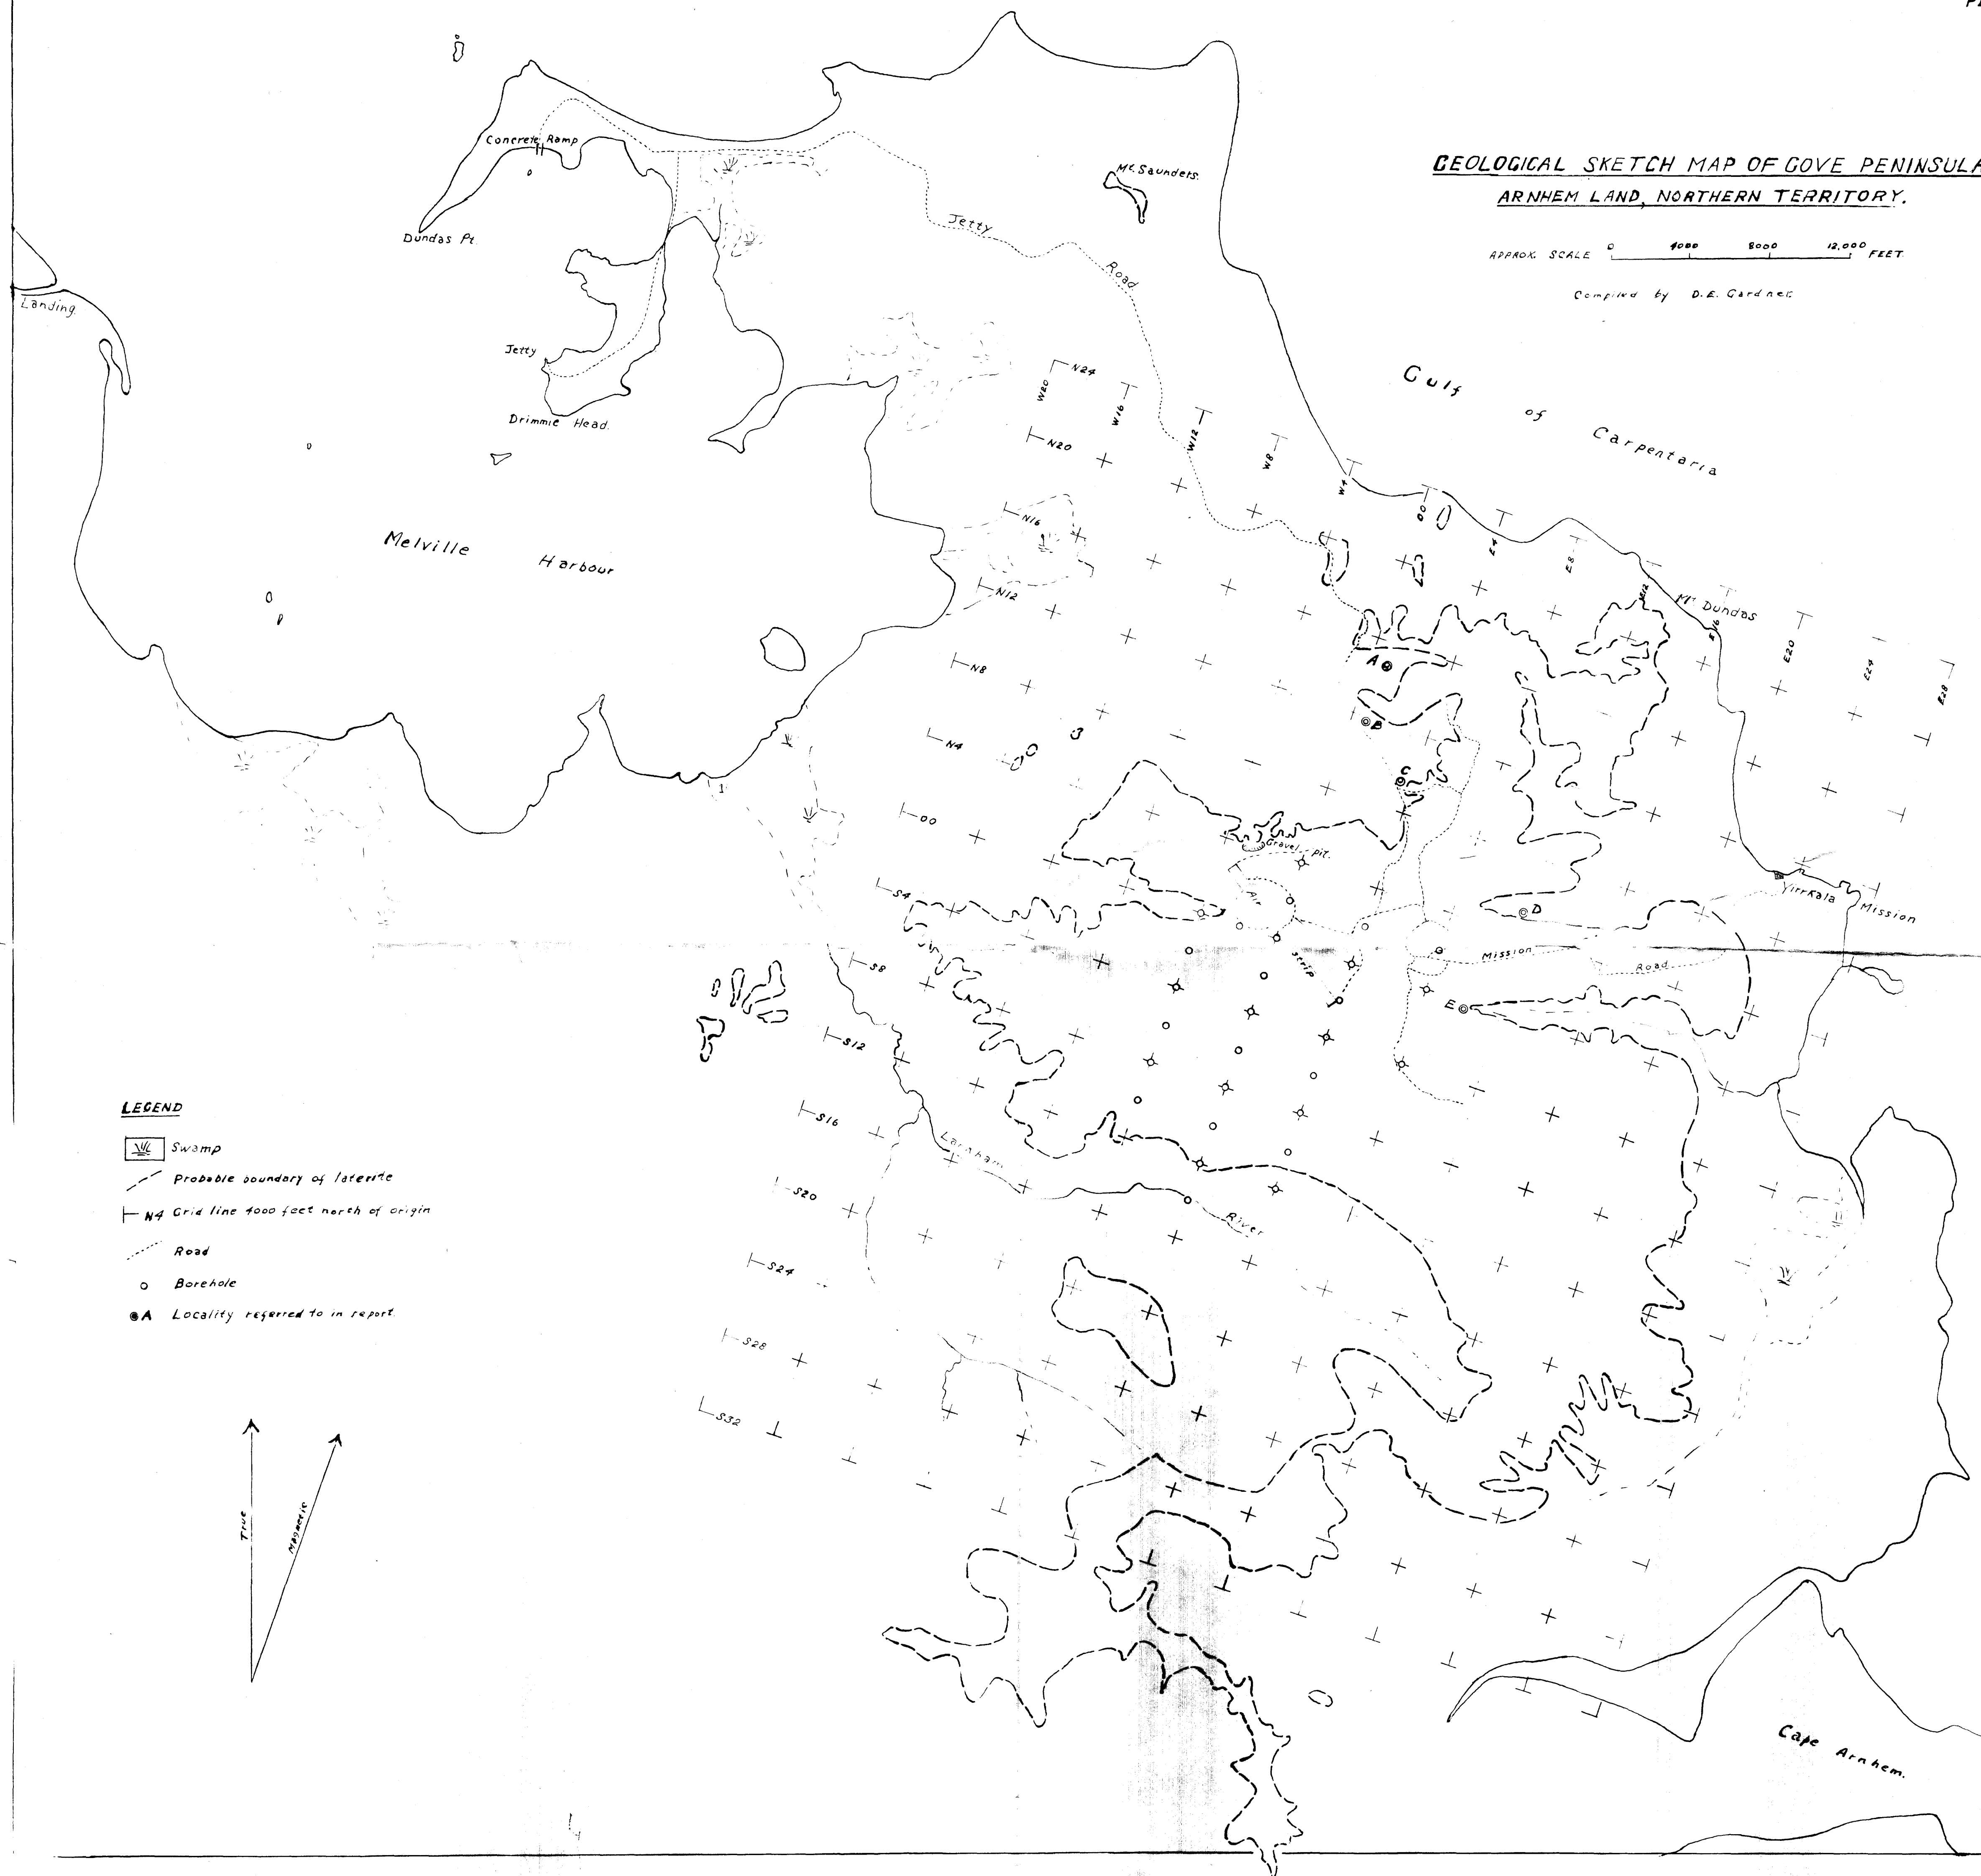 GEOLOGICAL SKETCH MAP OF GOVE PENINSULA
ARNHEM LAND, NORTHERN TERRITORY.
APPROX. SCALE 0 4000 8000 12,000 FEET.
Compiled by D.E. Gardner.
Concrete Ramp
Dundas Pt.
Mt. Saunders.
Jetty
Road
Landing
Jetty
Drimmie Head.
Gulf
of
Carpentaria
Melville Harbour
N24
W20
W16
W12
W8
W4
00
E4
E8
E12
E16
E20
E24
E28
N20
N16
N12
N8
N4
00
S4
S8
S12
S16
S20
S24
S28
S32
Mt. Dundas
A
B
C
D
E
Gravel pit.
Air
strip
Yirrkala Mission
Mission
Road
Larnham
River
LEGEND
Swamp
Probable boundary of laterite
N4 Grid line 4000 feet north of origin
Road
Borehole
A Locality referred to in report.
TRUE
MAGNETIC
Cape Arnhem.